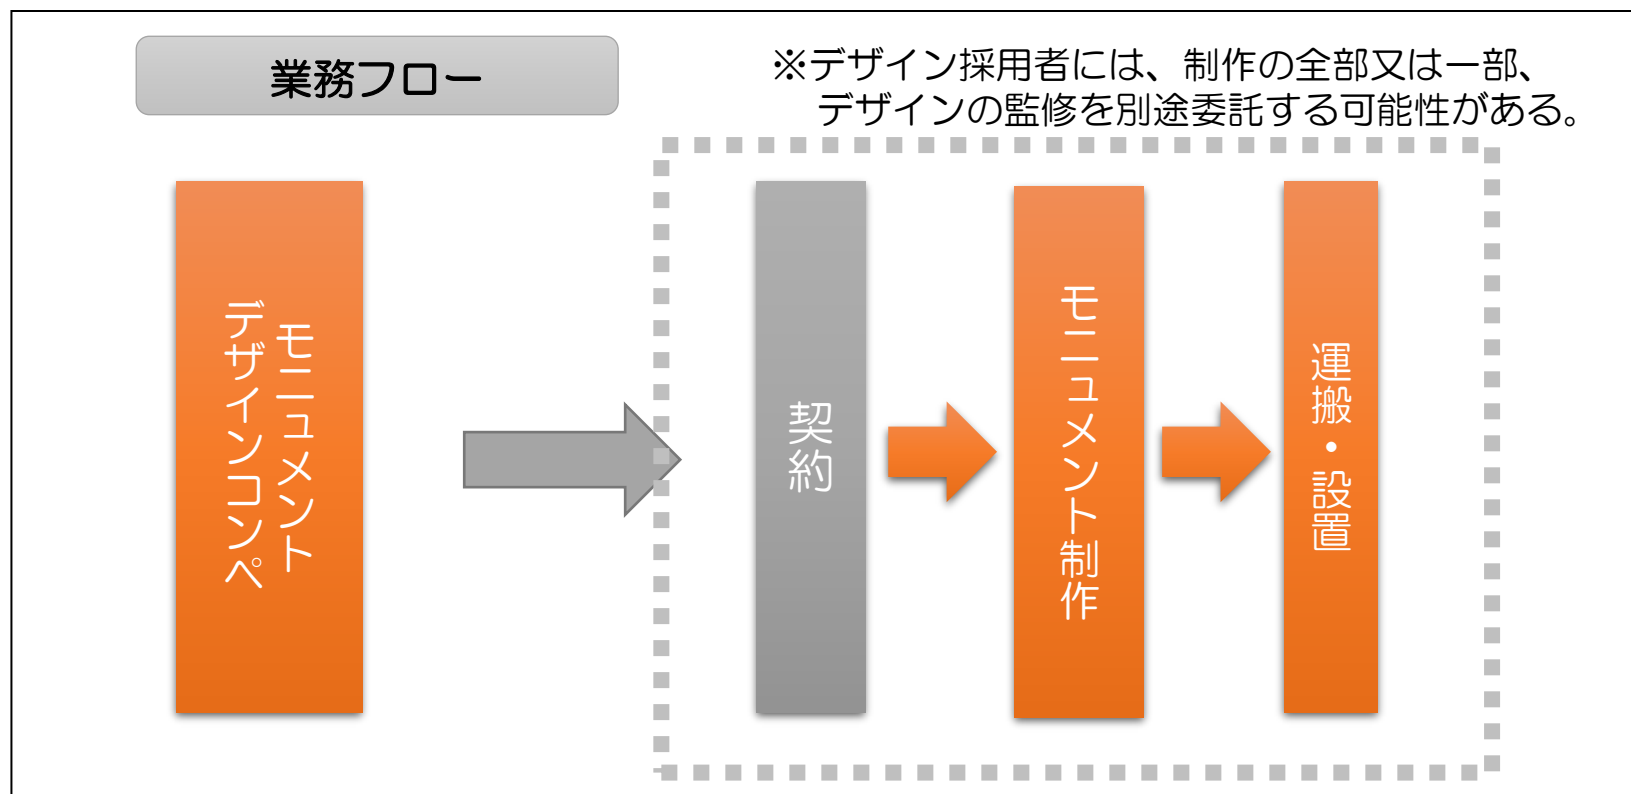 業務フロー
※デザイン採用者には、制作の全部又は一部、
デザインの監修を別途委託する可能性がある。
モニュメント
デザインコンペ
契約
モニュメント制作
運搬・設置